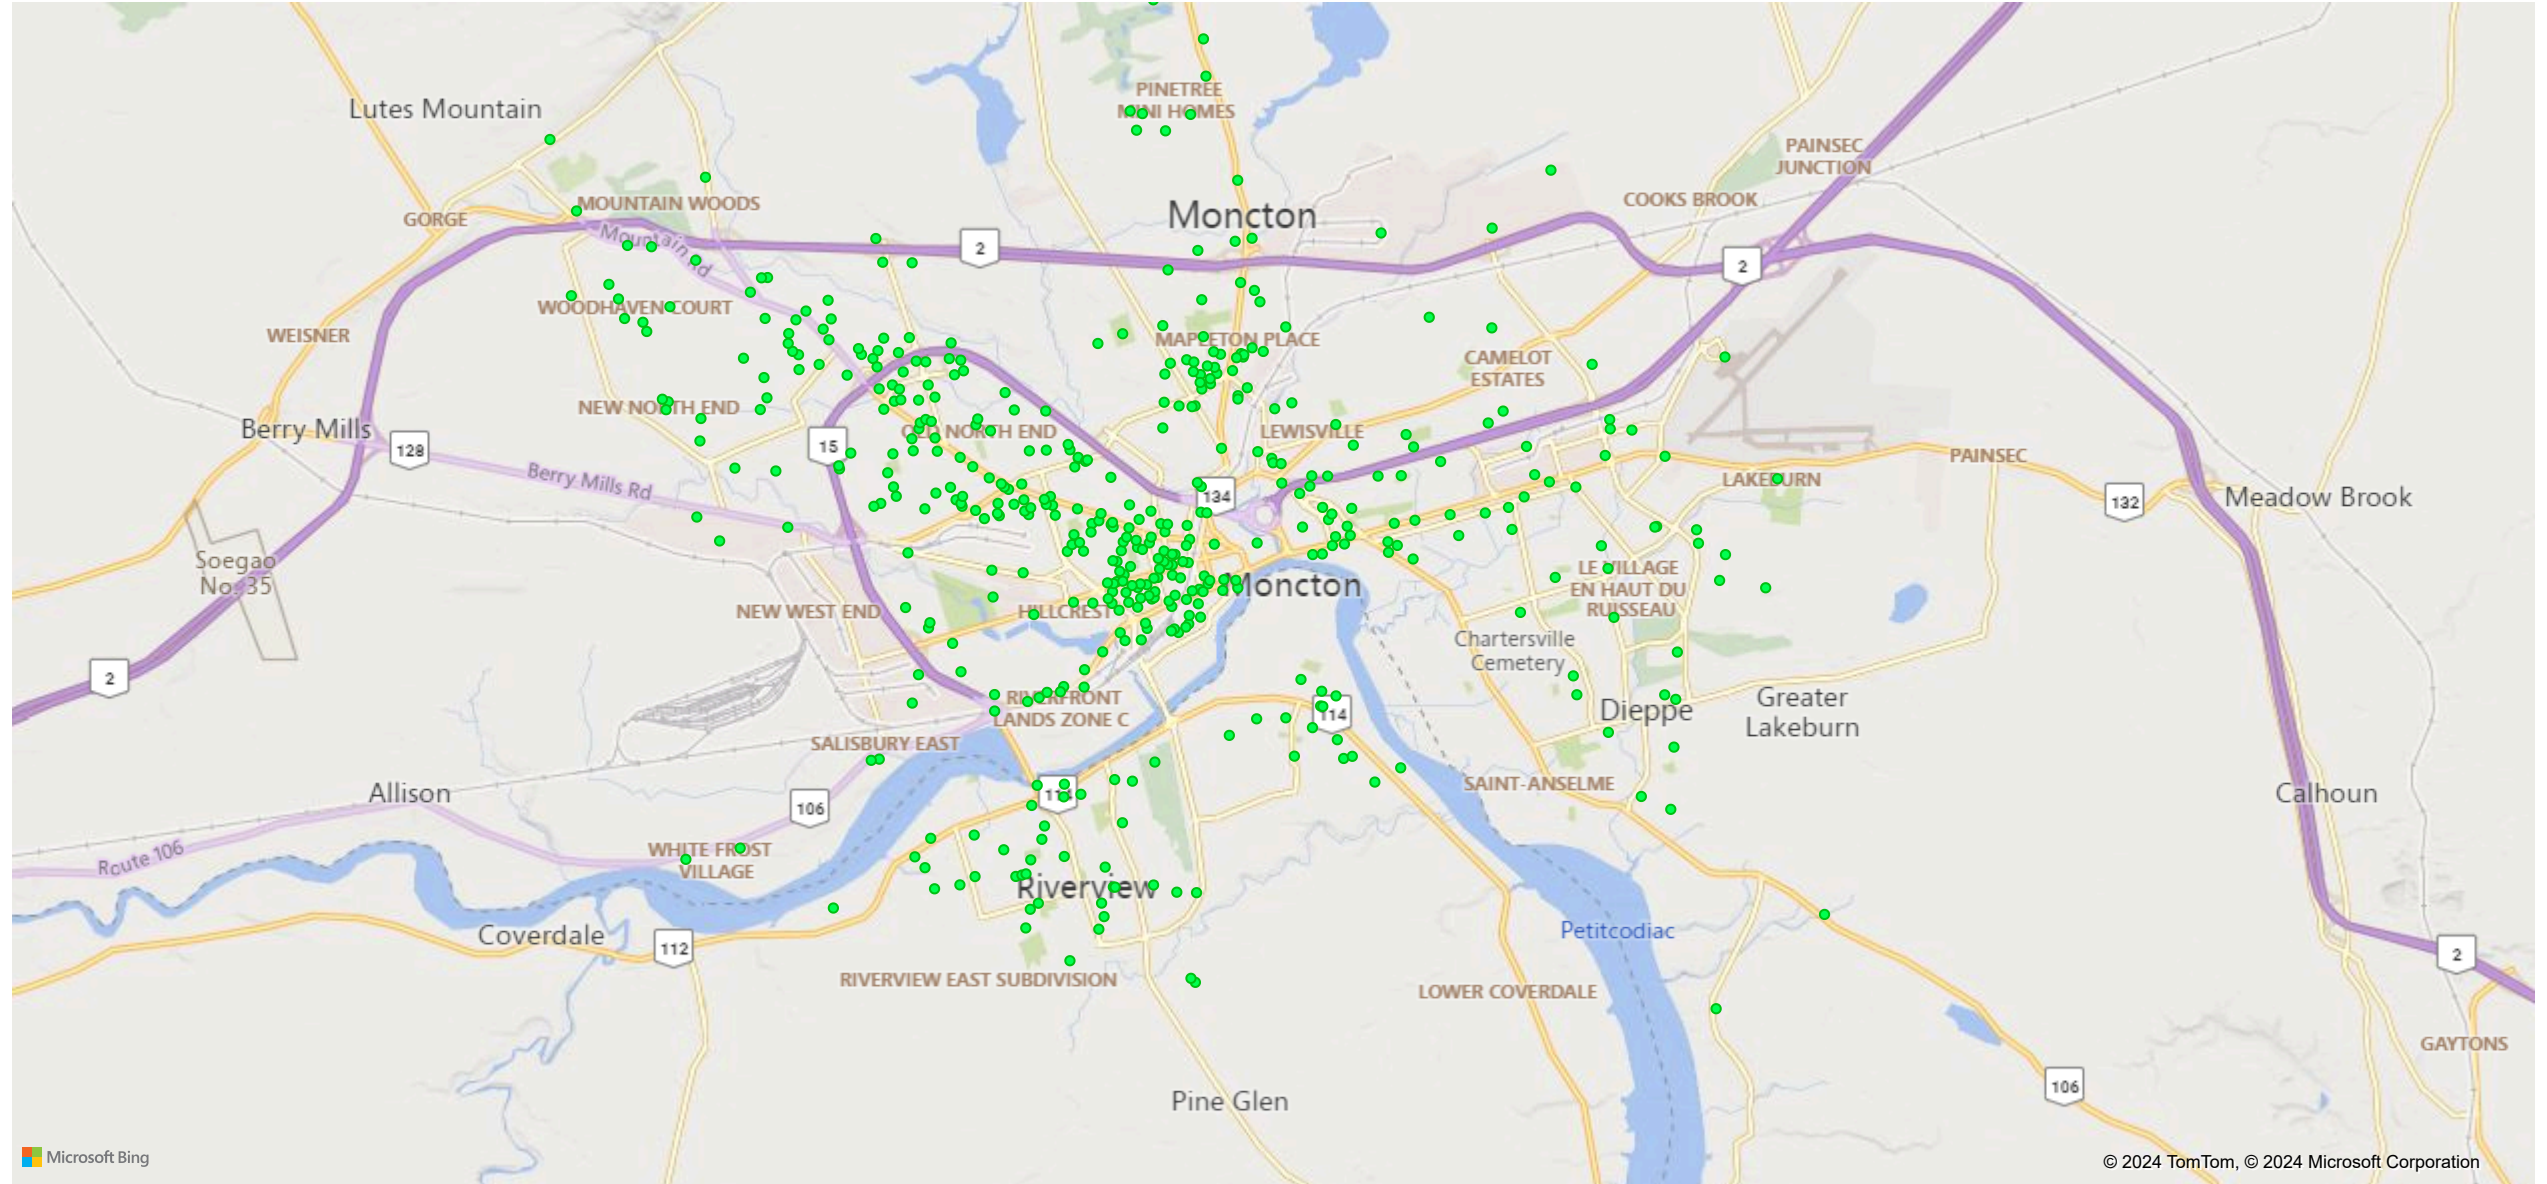 PINETREE
MINI HOMES
Lutes Mountain
PAINSEC
JUNCTION
MOUNTAIN WOODS
COOKS BROOK
GORGE
Moncton
Mountain Rd
2
2
WOODHAVEN COURT
WEISNER
MAPLETON PLACE
CAMELOT
ESTATES
NEW NORTH END
Berry Mills
128
15
OLD NORTH END
LEWISVILLE
Berry Mills Rd
PAINSEC
LAKEBURN
134
132
Meadow Brook
Soegao
No. 35
Moncton
LE VILLAGE
EN HAUT DU
RUISSEAU
NEW WEST END
HILLCREST
Chartersville
Cemetery
2
RIVERFRONT
LANDS ZONE C
114
Dieppe
Greater
Lakeburn
SALISBURY EAST
Allison
106
114
SAINT-ANSELME
Calhoun
Route 106
WHITE FROST
VILLAGE
Riverview
Coverdale
112
Petitcodiac
2
RIVERVIEW EAST SUBDIVISION
LOWER COVERDALE
GAYTONS
106
Pine Glen
Microsoft Bing
© 2024 TomTom, © 2024 Microsoft Corporation